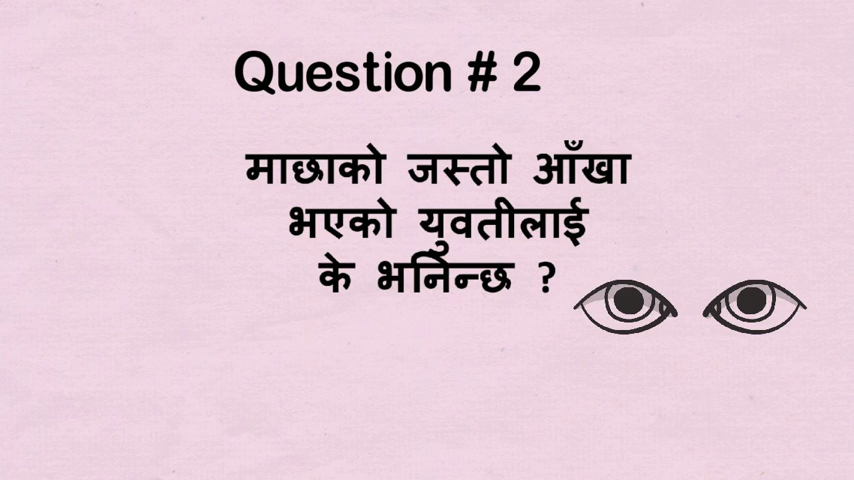 Question # 2
माछाको जस्तो आँखा
भएको युवतीलाई
के भनिन्छ ?